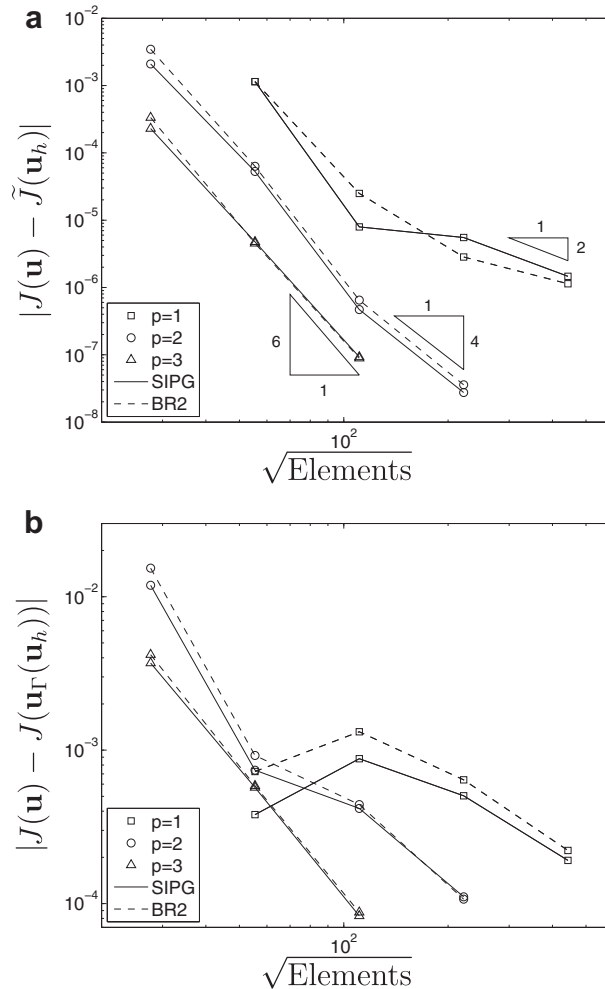 a
10^{-2}
10^{-3}
10^{-4}
10^{-5}
10^{-6}
10^{-7}
10^{-8}
|J(u) − J̃(u_h)|
1
2
1
4
6
1
p=1
p=2
p=3
SIPG
BR2
10^2
√Elements
b
10^{-2}
10^{-3}
10^{-4}
|J(u) − J(u_Γ(u_h))|
p=1
p=2
p=3
SIPG
BR2
10^2
√Elements